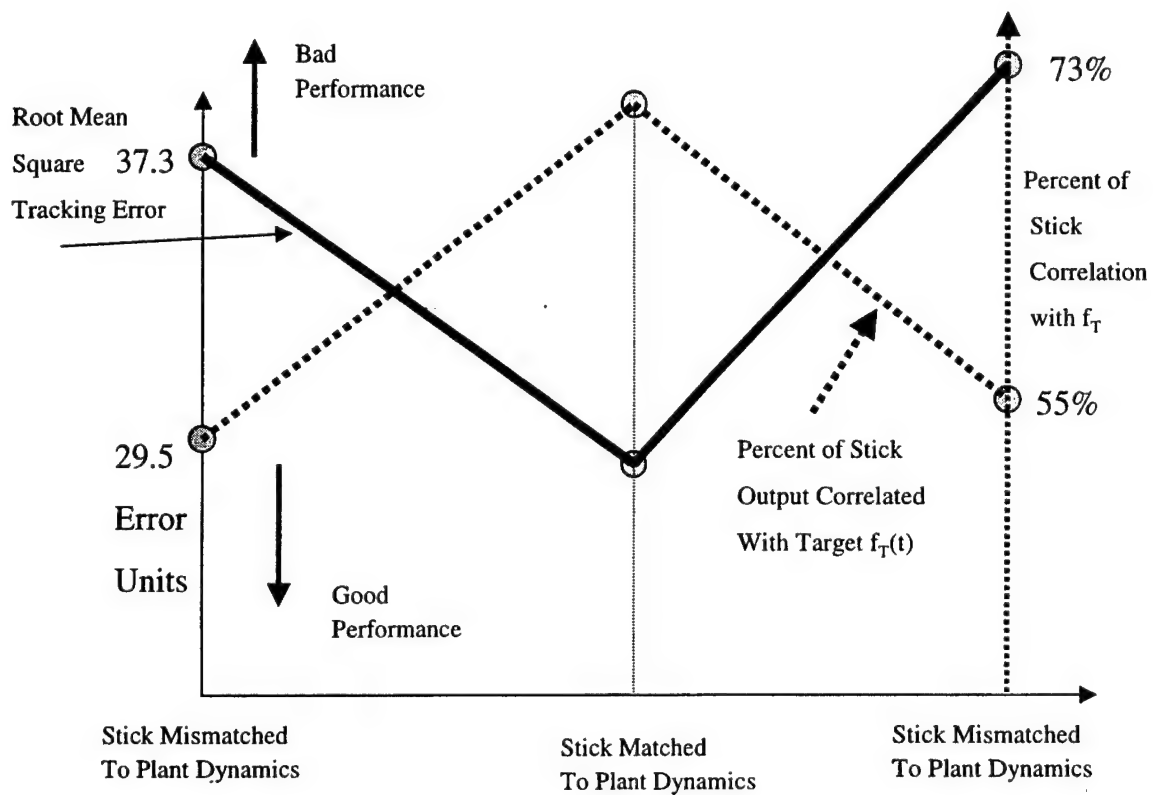 Bad
Performance
Root Mean
Square
Tracking Error
37.3
29.5
Error
Units
Good
Performance
73%
Percent of
Stick
Correlation
with fT
55%
Percent of Stick
Output Correlated
With Target fT(t)
Stick Mismatched
To Plant Dynamics
Stick Matched
To Plant Dynamics
Stick Mismatched
To Plant Dynamics